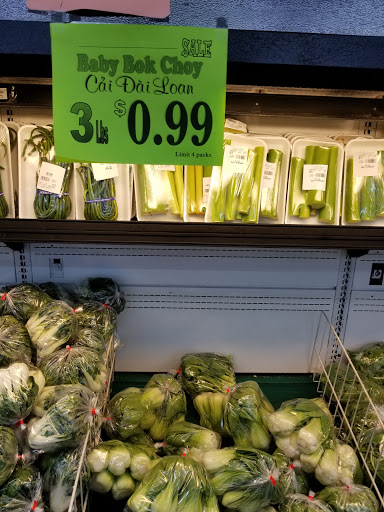 SALE
Baby Bok Choy
Cải Đài Loan
3 lbs $0.99
Limit 4 packs